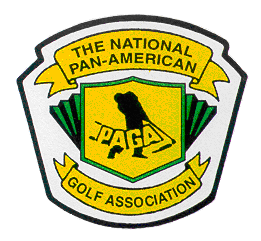 THE NATIONAL
PAN-AMERICAN
PAGA
GOLF ASSOCIATION